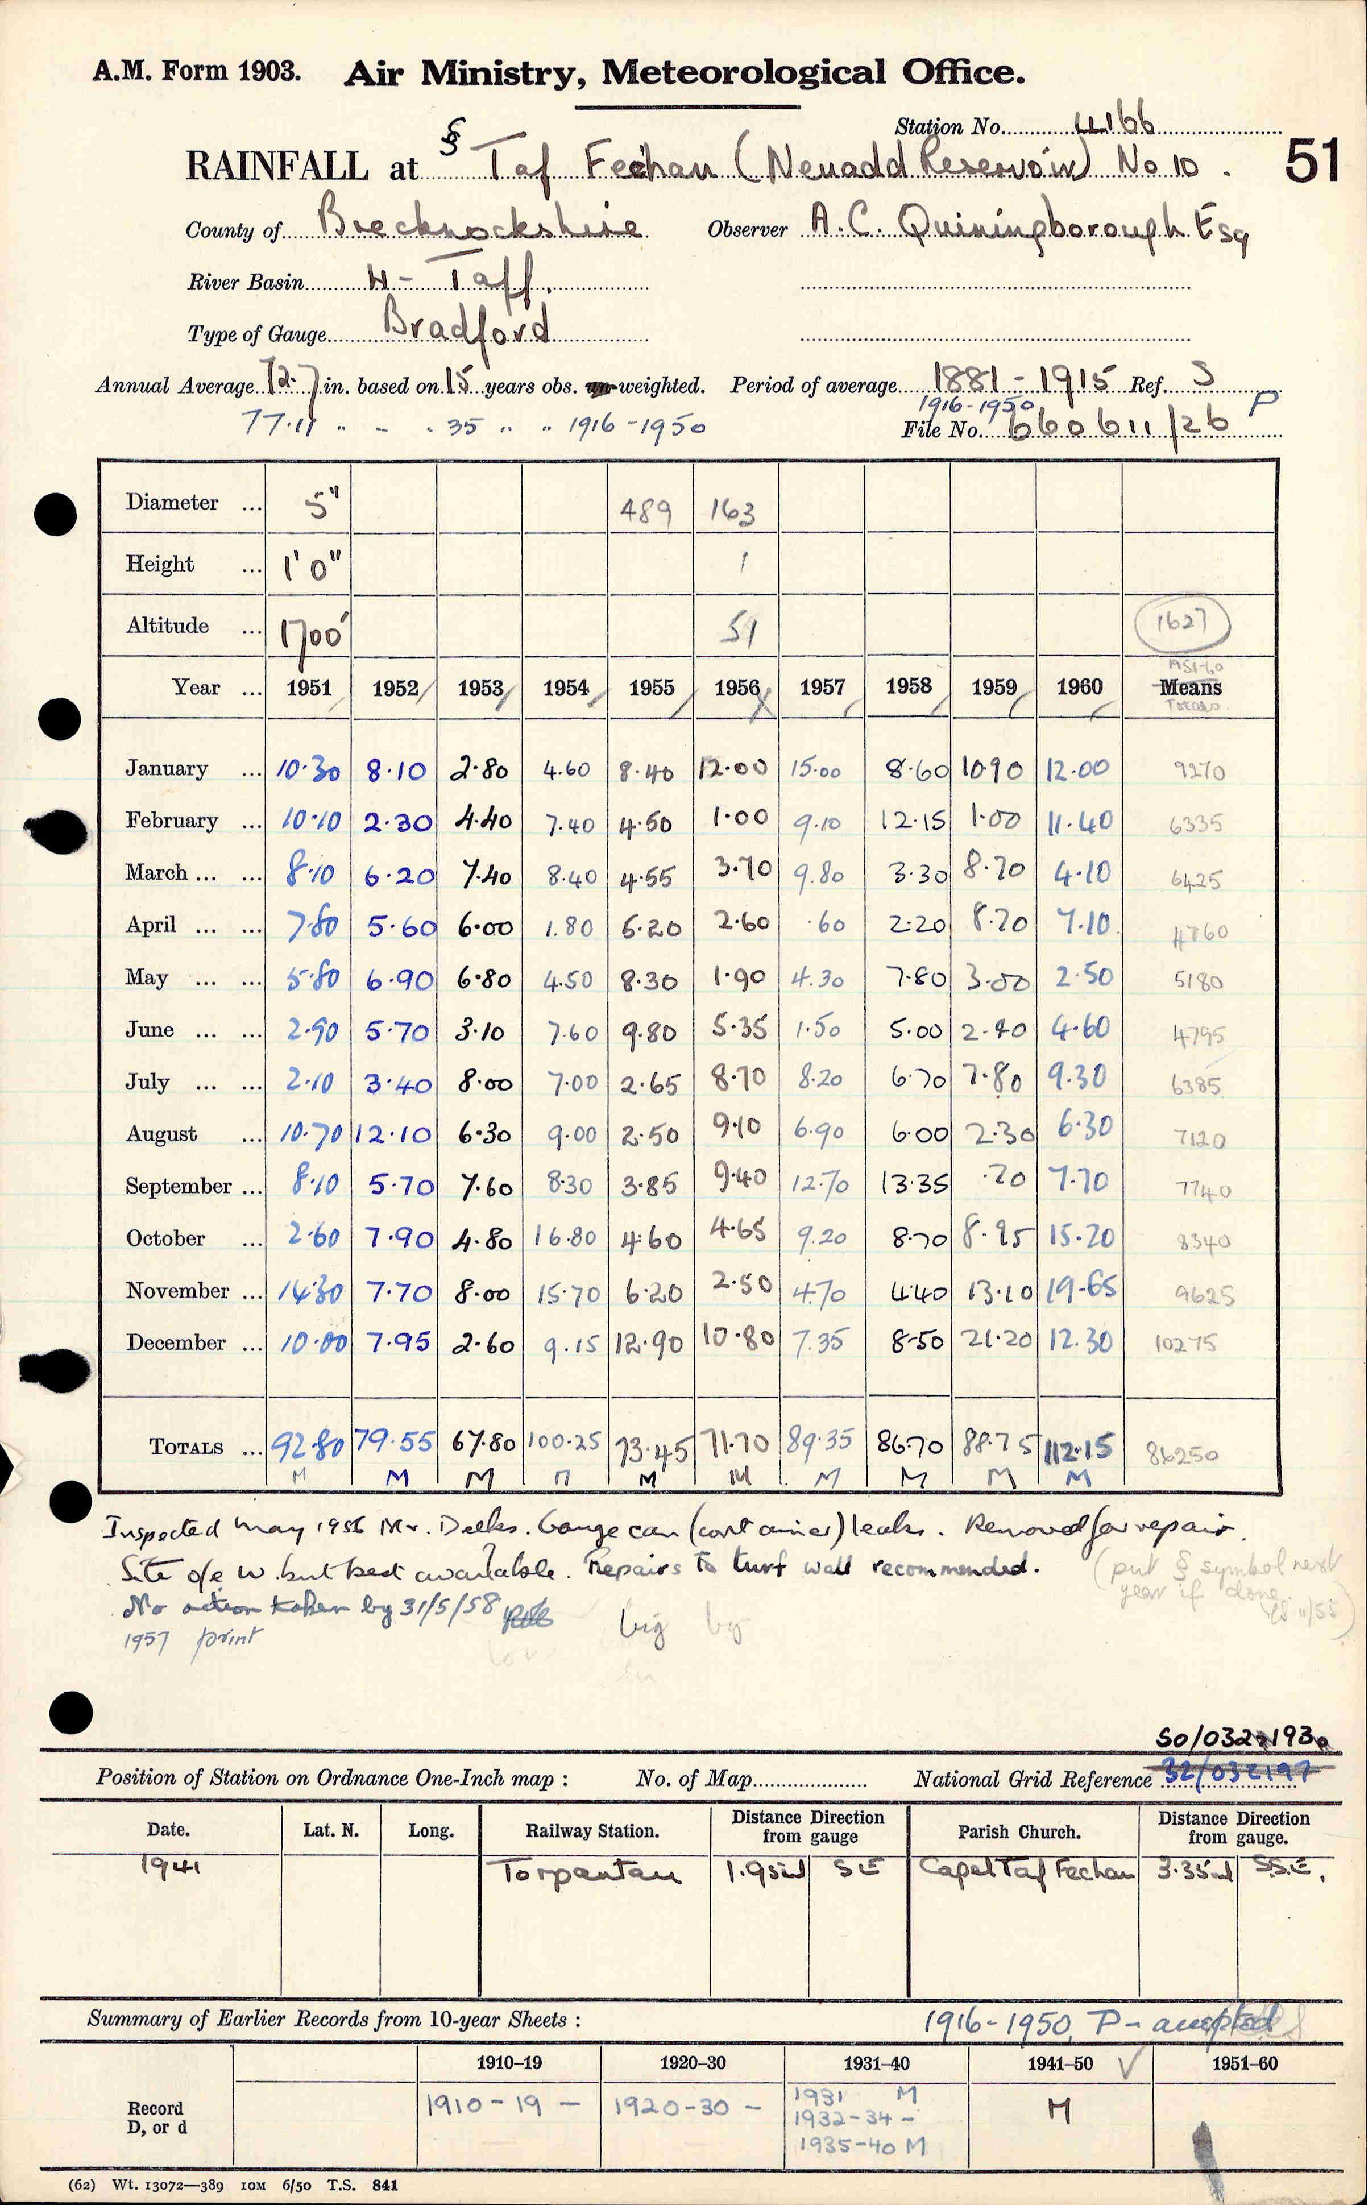 A.M. Form 1903. Air Ministry, Meteorological Office.
Station No. 4166
51
RAINFALL at § Taf Fechan (Neuadd Reservoir) No 10.
County of Brecknockshire Observer A.C. Quiningborough Esq
River Basin H - Taff.
Type of Gauge Bradford
Annual Average 72.7 in. based on 15 years obs. weighted. Period of average 1881-1915 Ref. S
1916-1950 P
77.11 " " " 35 " " 1916-1950
File No. 660611/26
Diameter ... 5" 489 163
Height ... 1' 0" 1
Altitude ... 1700' 51 1627
1951-60
Year ... 1951 1952 1953 1954 1955 1956 1957 1958 1959 1960 Means
Totals
January ... 10.30 8.10 2.80 4.60 8.40 12.00 15.00 8.60 10.90 12.00 9270
February ... 10.10 2.30 4.40 7.40 4.50 1.00 9.10 12.15 1.00 11.40 6335
March ... ... 8.10 6.20 7.40 8.40 4.55 3.70 9.80 3.30 8.70 4.10 6425
April ... ... 7.80 5.60 6.00 1.80 5.20 2.60 .60 2.20 8.70 7.10 4760
May ... ... 5.80 6.90 6.80 4.50 8.30 1.90 4.30 7.80 3.00 2.50 5180
June ... ... 2.90 5.70 3.10 7.60 9.80 5.35 1.50 5.00 2.40 4.60 4795
July ... ... 2.10 3.40 8.00 7.00 2.65 8.70 8.20 6.70 7.80 9.30 6385
August ... 10.70 12.10 6.30 9.00 2.50 9.10 6.90 6.00 2.30 6.30 7120
September ... 8.10 5.70 7.60 8.30 3.85 9.40 12.70 13.35 .70 7.70 7740
October ... 2.60 7.90 4.80 16.80 4.60 4.65 9.20 8.70 8.95 15.20 8340
November ... 14.30 7.70 8.00 15.70 6.20 2.50 4.70 4.40 13.10 19.65 9625
December ... 10.00 7.95 2.60 9.15 12.90 10.80 7.35 8.50 21.20 12.30 10275
TOTALS ... 92.80 79.55 67.80 100.25 73.45 71.70 89.35 86.70 88.75 112.15 86250
M M M M M M M M M M
Inspected May 1956 Mr. Deeks. Gauge can (container) leaks. Removed for repair.
Site o/e W. but best available. Repairs to turf wall recommended. (put § symbol next
year if done
No action taken by 31/5/58 big
1957 print
SO/032193
Position of Station on Ordnance One-Inch map : No. of Map National Grid Reference 32/032197
Date. Lat. N. Long. Railway Station. Distance Direction from gauge Parish Church. Distance Direction from gauge.
1941 Torpantau 1.95ml SE Capel Taf Fechan 3.35ml SSE.
Summary of Earlier Records from 10-year Sheets : 1916-1950 P - accepted
1910–19 1920–30 1931–40 1941–50 1951–60
Record D, or d 1910-19 - 1920-30 - 1931 M M
1932-34 -
1935-40 M
(62) Wt. 13072—389 10M 6/50 T.S. 841